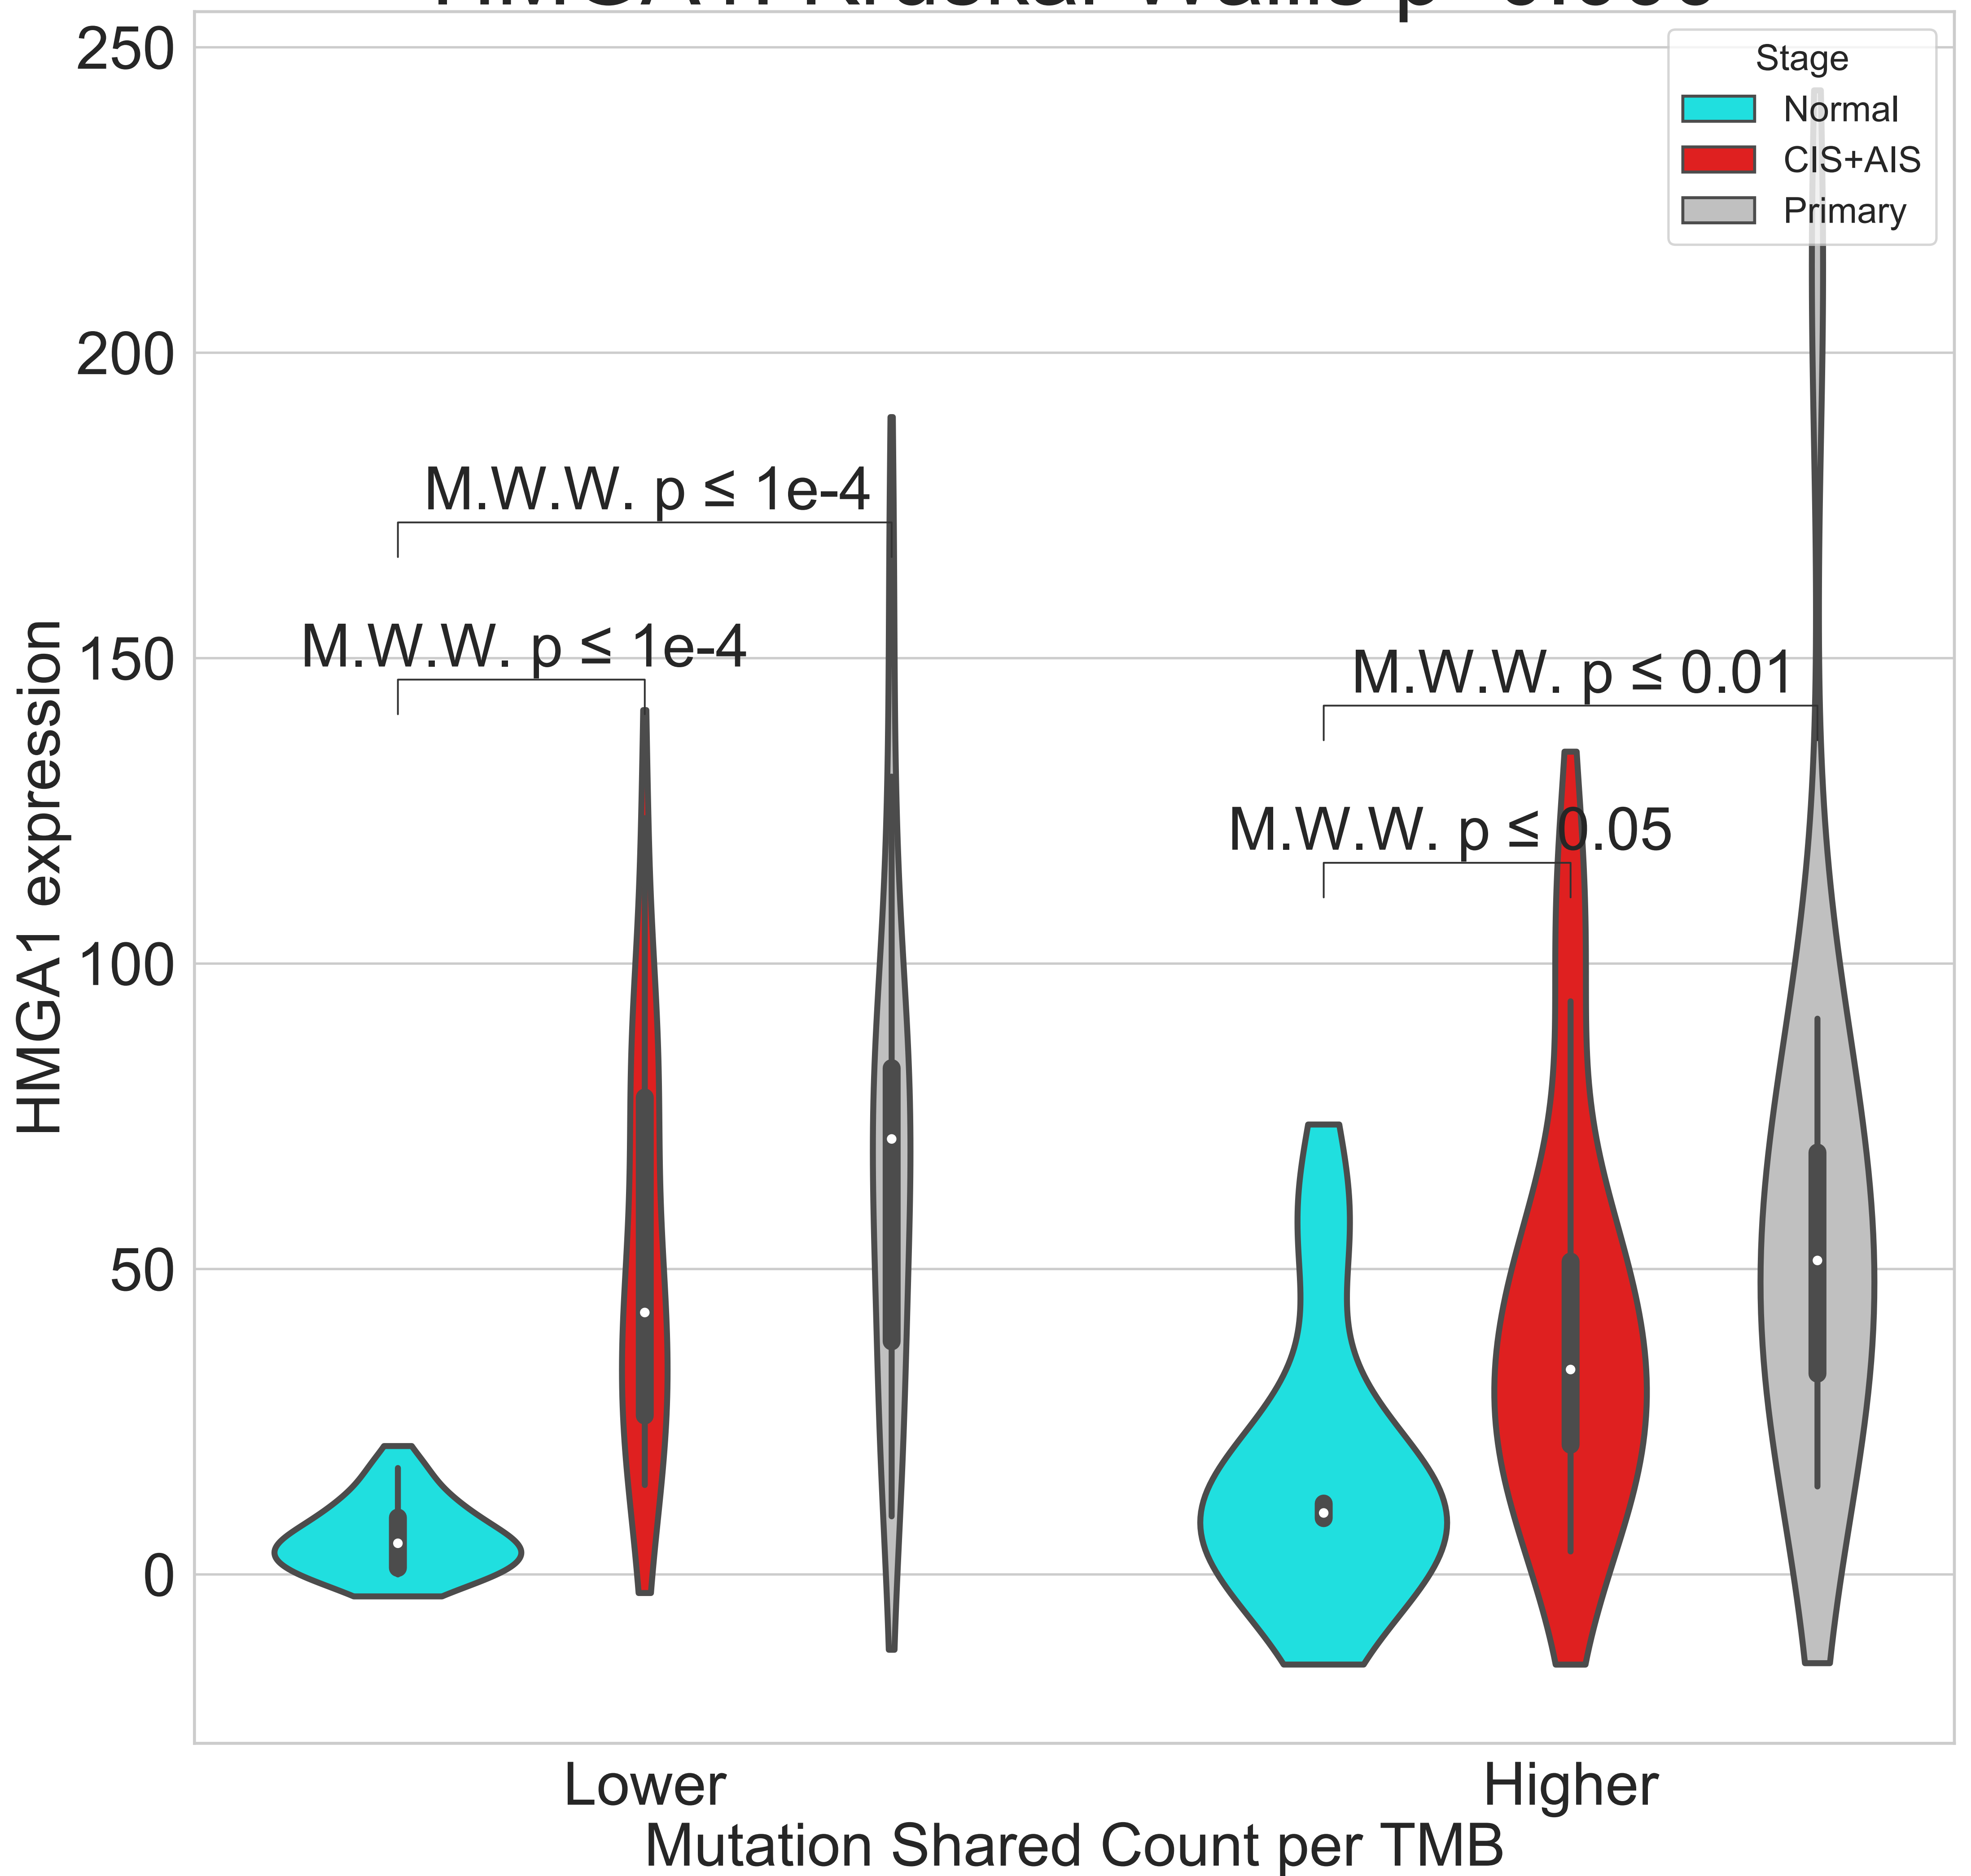 250
Stage
Normal
CIS+AIS
Primary
200
M.W.W. p ≤ 1e-4
M.W.W. p ≤ 1e-4
150
M.W.W. p ≤ 0.01
M.W.W. p ≤ 0.05
100
50
0
HMGA1 expression
Lower
Higher
Mutation Shared Count per TMB